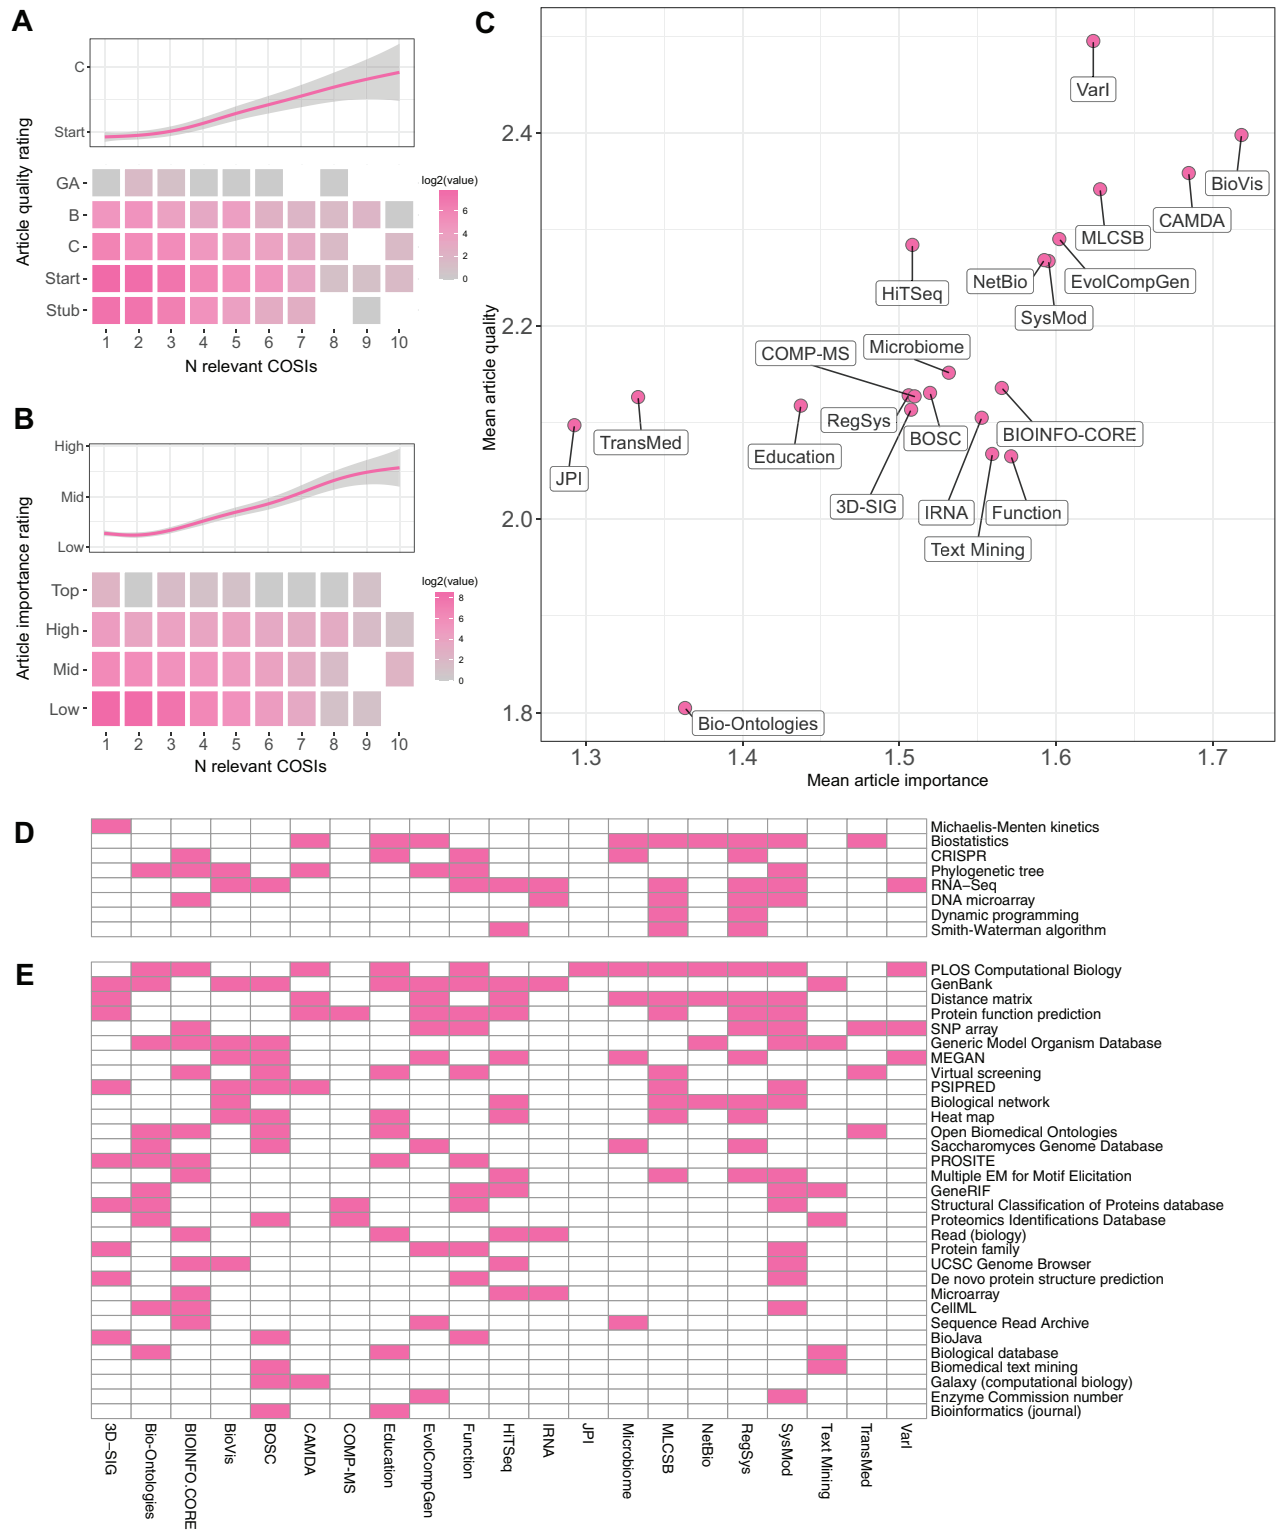 A
C
Start
Article quality rating
GA
B
C
Start
Stub
1 2 3 4 5 6 7 8 9 10
N relevant COSIs
log2(value)
6
4
2
0
B
High
Mid
Low
Article importance rating
Top
High
Mid
Low
1 2 3 4 5 6 7 8 9 10
N relevant COSIs
log2(value)
8
6
4
2
0
C
Mean article quality
2.4
2.2
2.0
1.8
VarI
BioVis
CAMDA
MLCSB
EvolCompGen
NetBio
SysMod
HiTSeq
Microbiome
COMP-MS
RegSys
BOSC
BIOINFO-CORE
TransMed
Education
JPI
3D-SIG
IRNA
Function
Text Mining
Bio-Ontologies
1.3 1.4 1.5 1.6 1.7
Mean article importance
D
Michaelis-Menten kinetics
Biostatistics
CRISPR
Phylogenetic tree
RNA−Seq
DNA microarray
Dynamic programming
Smith-Waterman algorithm
E
PLOS Computational Biology
GenBank
Distance matrix
Protein function prediction
SNP array
Generic Model Organism Database
MEGAN
Virtual screening
PSIPRED
Biological network
Heat map
Open Biomedical Ontologies
Saccharomyces Genome Database
PROSITE
Multiple EM for Motif Elicitation
GeneRIF
Structural Classification of Proteins database
Proteomics Identifications Database
Read (biology)
Protein family
UCSC Genome Browser
De novo protein structure prediction
Microarray
CellML
Sequence Read Archive
BioJava
Biological database
Biomedical text mining
Galaxy (computational biology)
Enzyme Commission number
Bioinformatics (journal)
3D−SIG
Bio-Ontologies
BIOINFO.CORE
BioVis
BOSC
CAMDA
COMP-MS
Education
EvolCompGen
Function
HiTSeq
IRNA
JPI
Microbiome
MLCSB
NetBio
RegSys
SysMod
Text Mining
TransMed
VarI